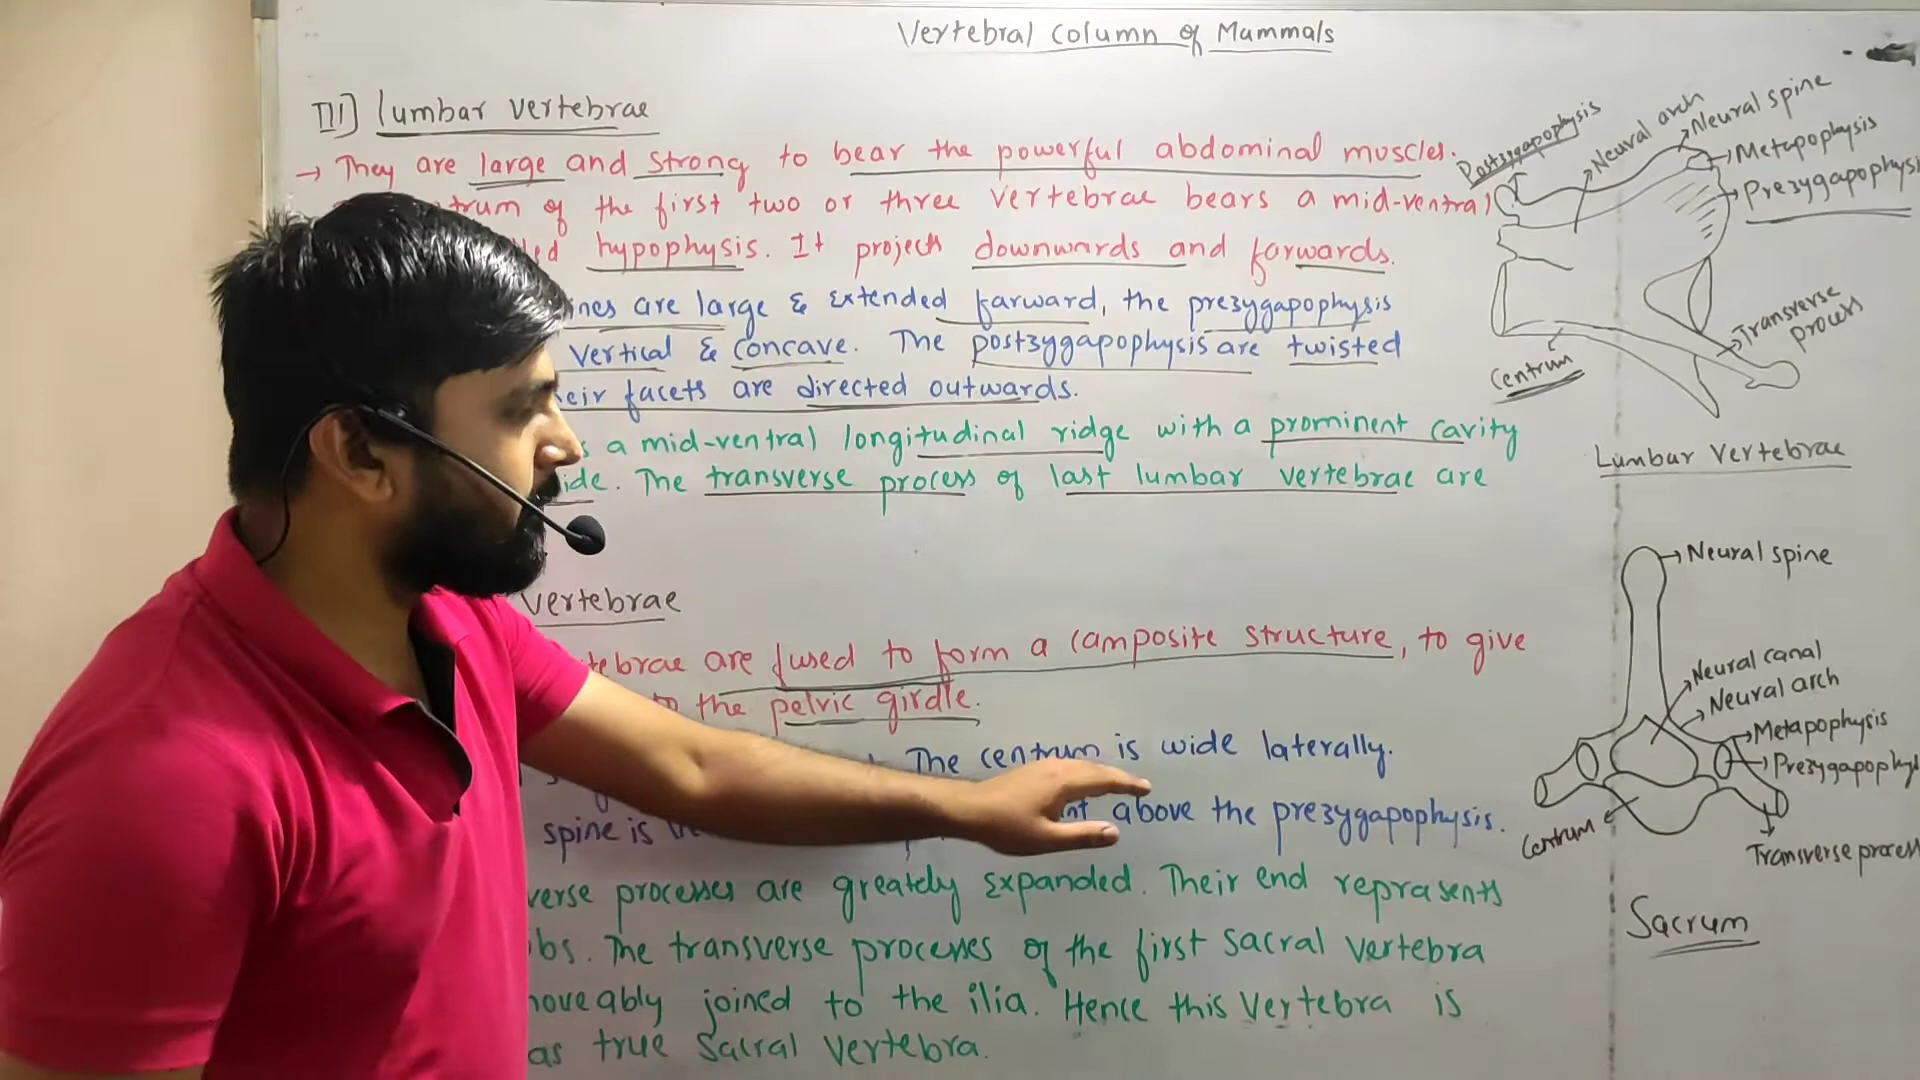 Vertebral column of Mammals
III) lumbar vertebrae
→ They are large and strong to bear the powerful abdominal muscles.
trum of the first two or three vertebrae bears a mid-ventral
ed hypophysis. It project downwards and forwards.
ines are large & Extended forward, the prezygapophysis
vertical & concave. The postzygapophysis are twisted
eir facets are directed outwards.
s a mid-ventral longitudinal ridge with a prominent cavity
ide. The transverse process of last lumbar vertebrae are
Postzygapophysis
Neural arch
Neural spine
Metapophysis
Prezygapophysi
Transverse process
Centrum
Lumbar vertebrae
vertebrae
tebrae are fused to form a composite structure, to give
to the pelvic girdle.
The centrum is wide laterally.
spine is
nt above the prezygapophysis.
verse processes are greately Expanded. Their end reprasents
ibs. The transverse processes of the first sacral vertebra
moveably joined to the ilia. Hence this vertebra is
as true sacral vertebra.
Neural spine
Neural canal
Neural arch
Metapophysis
Prezygapophys
Centrum
Transverse process
Sacrum